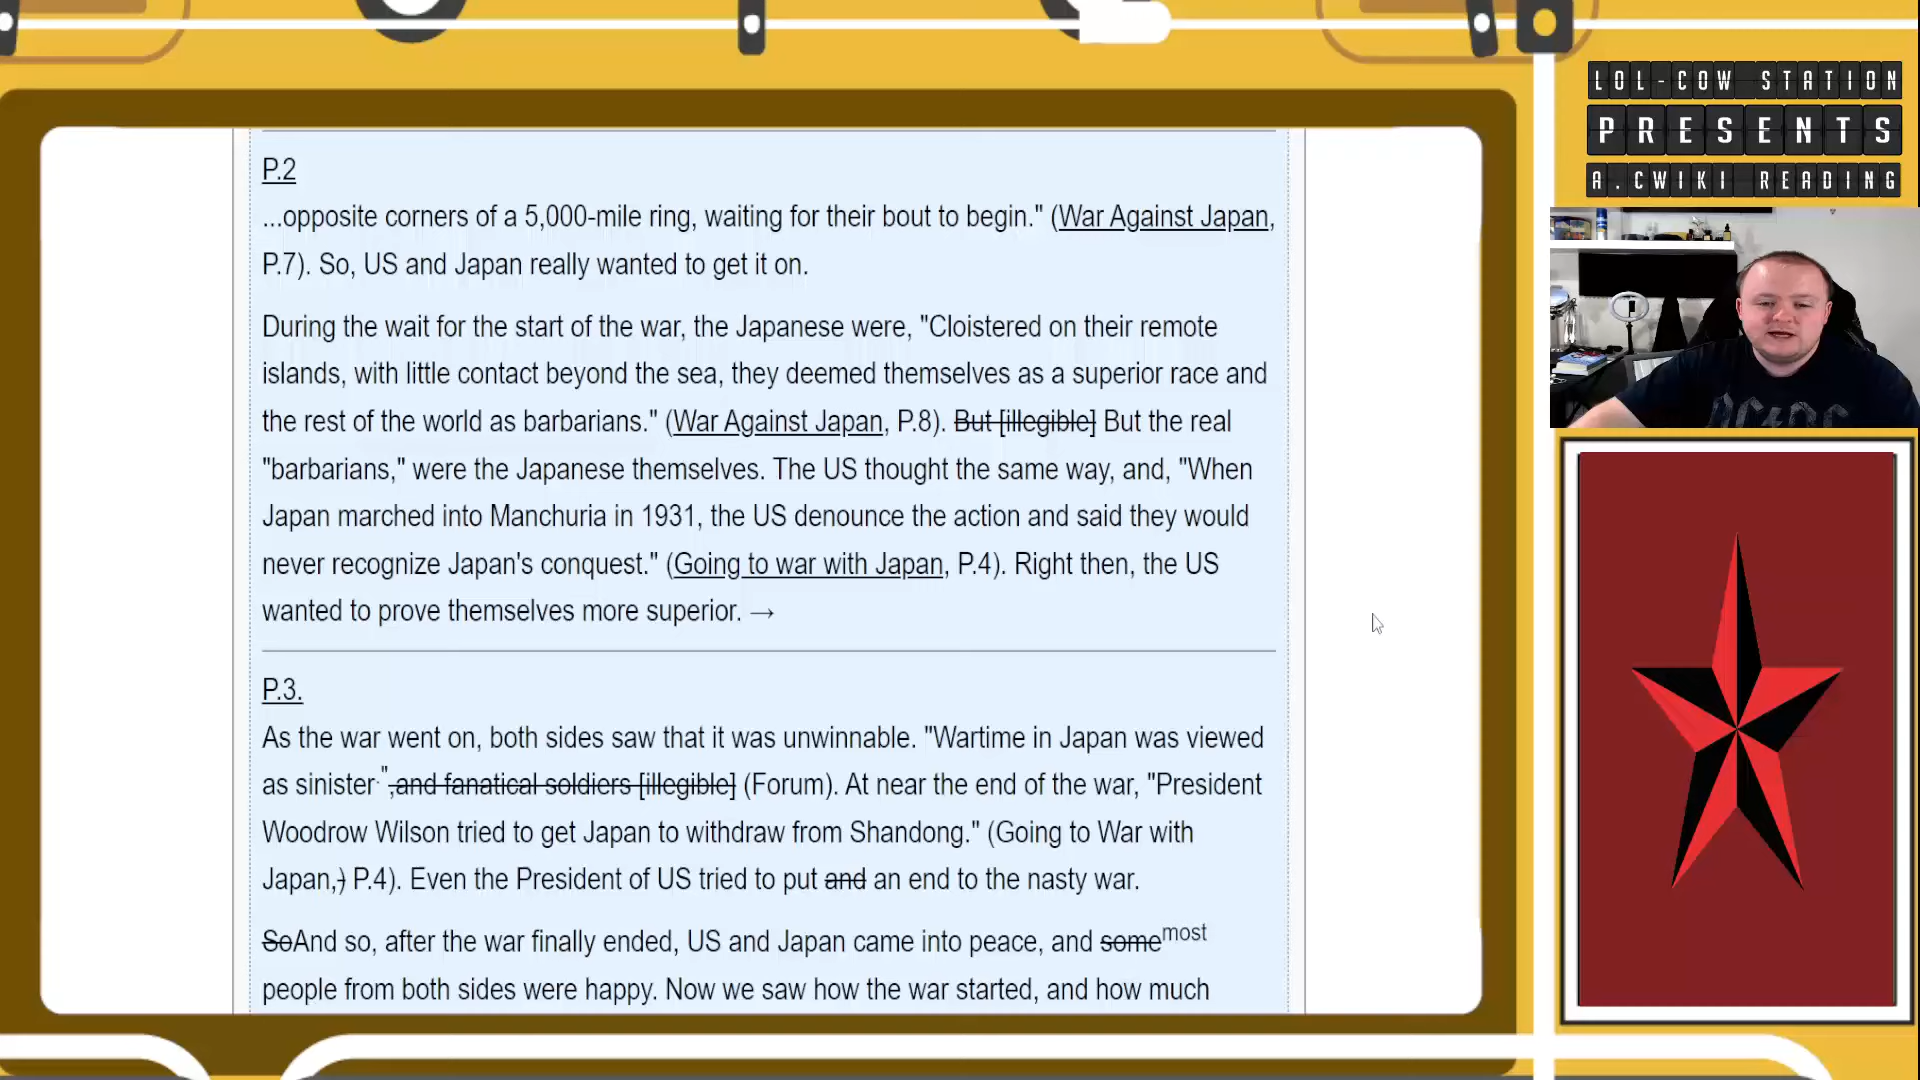 LOL-COW STATION
PRESENTS
A.CWIKI READING
P.2
...opposite corners of a 5,000-mile ring, waiting for their bout to begin." (War Against Japan,
P.7). So, US and Japan really wanted to get it on.
During the wait for the start of the war, the Japanese were, "Cloistered on their remote
islands, with little contact beyond the sea, they deemed themselves as a superior race and
the rest of the world as barbarians." (War Against Japan, P.8). But [illegible] But the real
"barbarians," were the Japanese themselves. The US thought the same way, and, "When
Japan marched into Manchuria in 1931, the US denounce the action and said they would
never recognize Japan's conquest." (Going to war with Japan, P.4). Right then, the US
wanted to prove themselves more superior. →
P.3.
As the war went on, both sides saw that it was unwinnable. "Wartime in Japan was viewed
as sinister.",and fanatical soldiers [illegible] (Forum). At near the end of the war, "President
Woodrow Wilson tried to get Japan to withdraw from Shandong." (Going to War with
Japan,) P.4). Even the President of US tried to put and an end to the nasty war.
SoAnd so, after the war finally ended, US and Japan came into peace, and somemost
people from both sides were happy. Now we saw how the war started, and how much